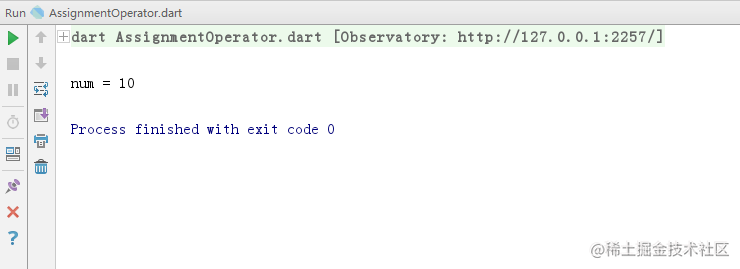 Run AssignmentOperator.dart
dart AssignmentOperator.dart [Observatory: http://127.0.0.1:2257/]
num = 10
Process finished with exit code 0
@稀土掘金技术社区